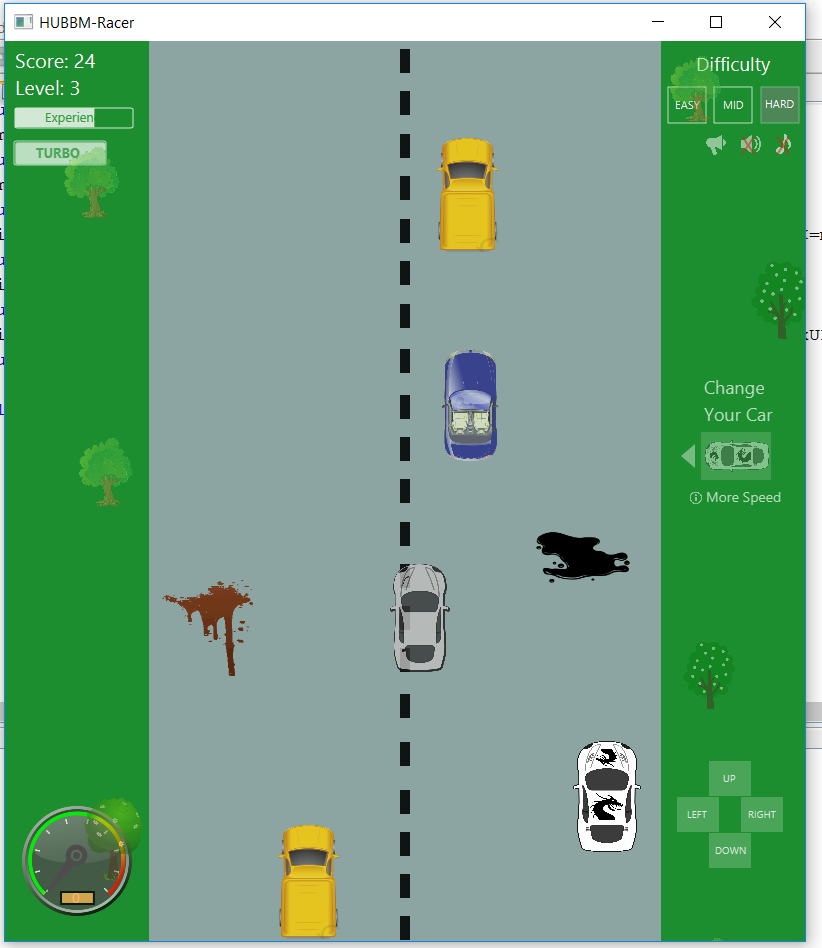 HUBBM-Racer
Score: 24
Level: 3
Experien
TURBO
Difficulty
EASY MID HARD
Change
Your Car
More Speed
UP
LEFT RIGHT
DOWN
0